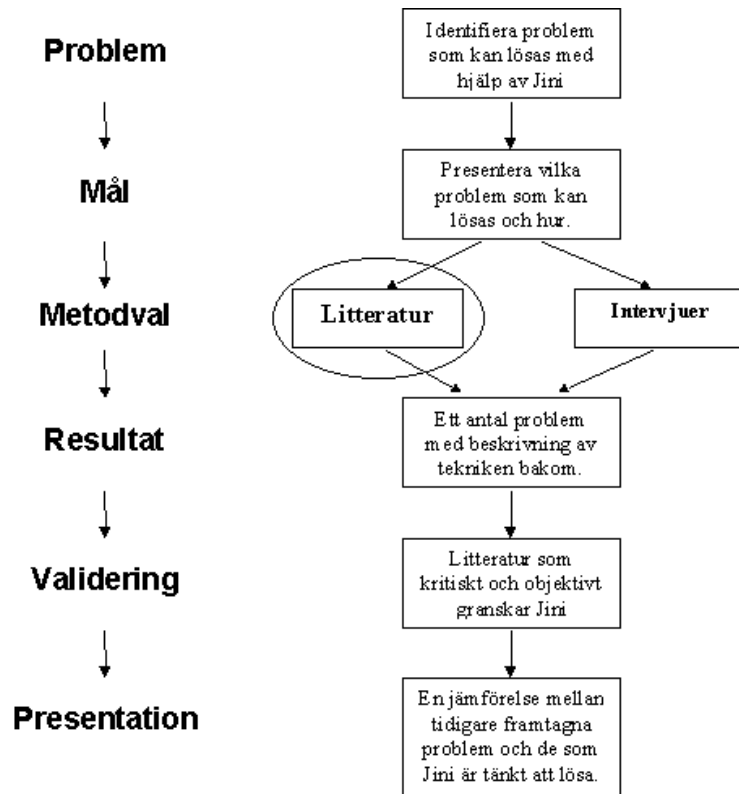 Problem
Identifiera problem
som kan lösas med
hjälp av Jini
Mål
Presentera vilka
problem som kan
lösas och hur.
Metodval
Litteratur
Intervjuer
Resultat
Ett antal problem
med beskrivning av
tekniken bakom.
Validering
Litteratur som
kritiskt och objektivt
granskar Jini
Presentation
En jämförelse mellan
tidigare framtagna
problem och de som
Jini är tänkt att lösa.